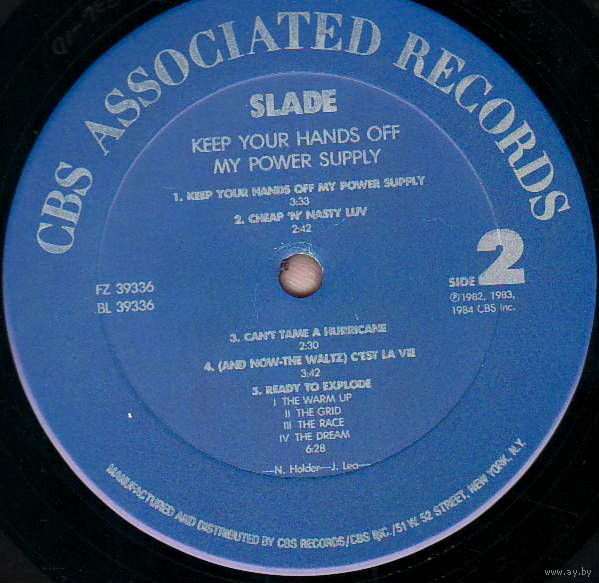 CBS ASSOCIATED RECORDS
SLADE
KEEP YOUR HANDS OFF
MY POWER SUPPLY
1. KEEP YOUR HANDS OFF MY POWER SUPPLY
3:33
2. CHEAP 'N' NASTY LUV
2:42
FZ 39336
BL 39336
SIDE 2
℗1982, 1983,
1984 CBS Inc.
3. CAN'T TAME A HURRICANE
2:30
4. (AND NOW-THE WALTZ) C'EST LA VIE
3:42
5. READY TO EXPLODE
I THE WARM UP
II THE GRID
III THE RACE
IV THE DREAM
6:28
—N. Holder—J. Lea—
MANUFACTURED AND DISTRIBUTED BY CBS RECORDS/CBS INC./51 W. 52 STREET, NEW YORK, N.Y.
www.ay.by